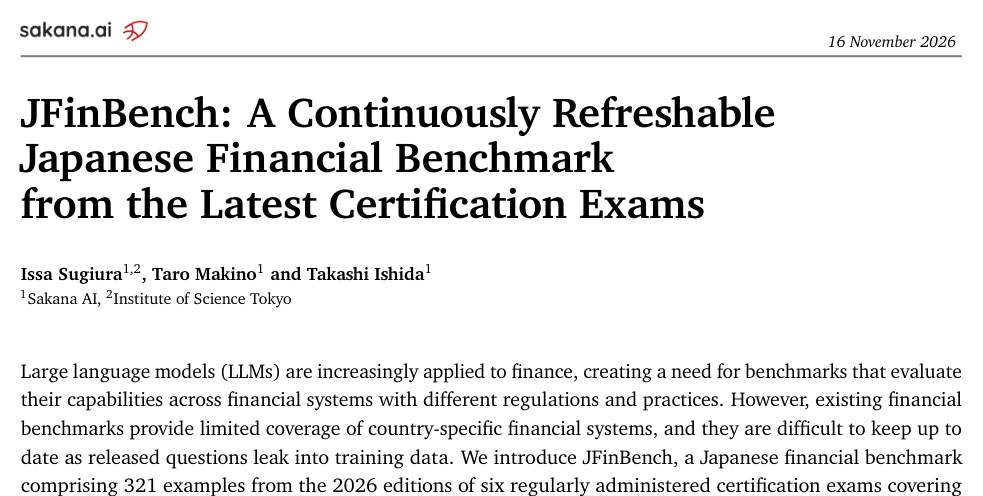 sakana.ai
16 November 2026
JFinBench: A Continuously Refreshable
Japanese Financial Benchmark
from the Latest Certification Exams
Issa Sugiura1,2, Taro Makino1 and Takashi Ishida1
1Sakana AI, 2Institute of Science Tokyo
Large language models (LLMs) are increasingly applied to finance, creating a need for benchmarks that evaluate
their capabilities across financial systems with different regulations and practices. However, existing financial
benchmarks provide limited coverage of country-specific financial systems, and they are difficult to keep up to
date as released questions leak into training data. We introduce JFinBench, a Japanese financial benchmark
comprising 321 examples from the 2026 editions of six regularly administered certification exams covering